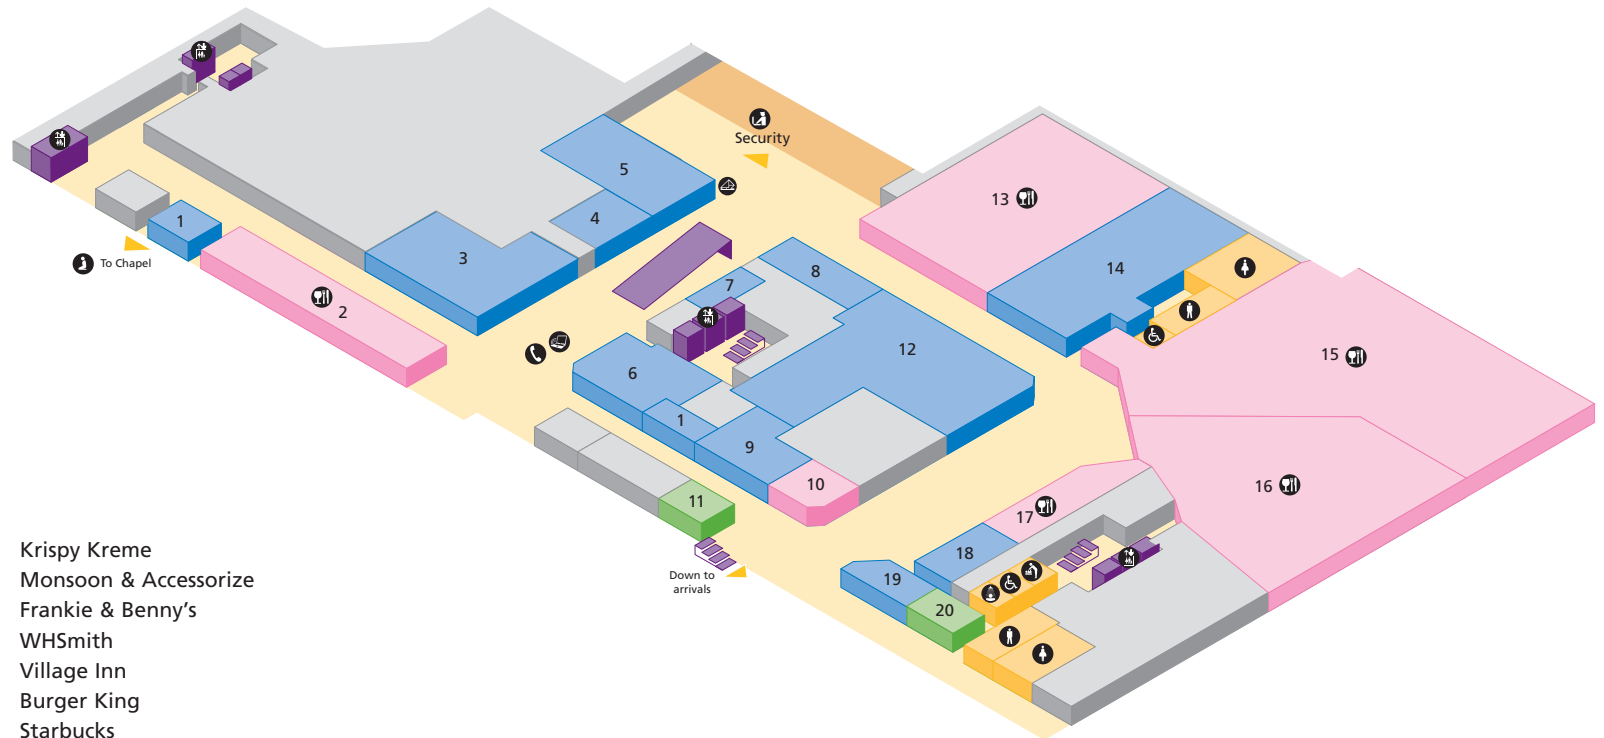 Security
5
1
4
To Chapel
3
2
7
8
6
12
1
9
10
11
13
14
15
16
17
18
19
20
Down to
arrivals
Krispy Kreme
Monsoon & Accessorize
Frankie & Benny's
WHSmith
Village Inn
Burger King
Starbucks